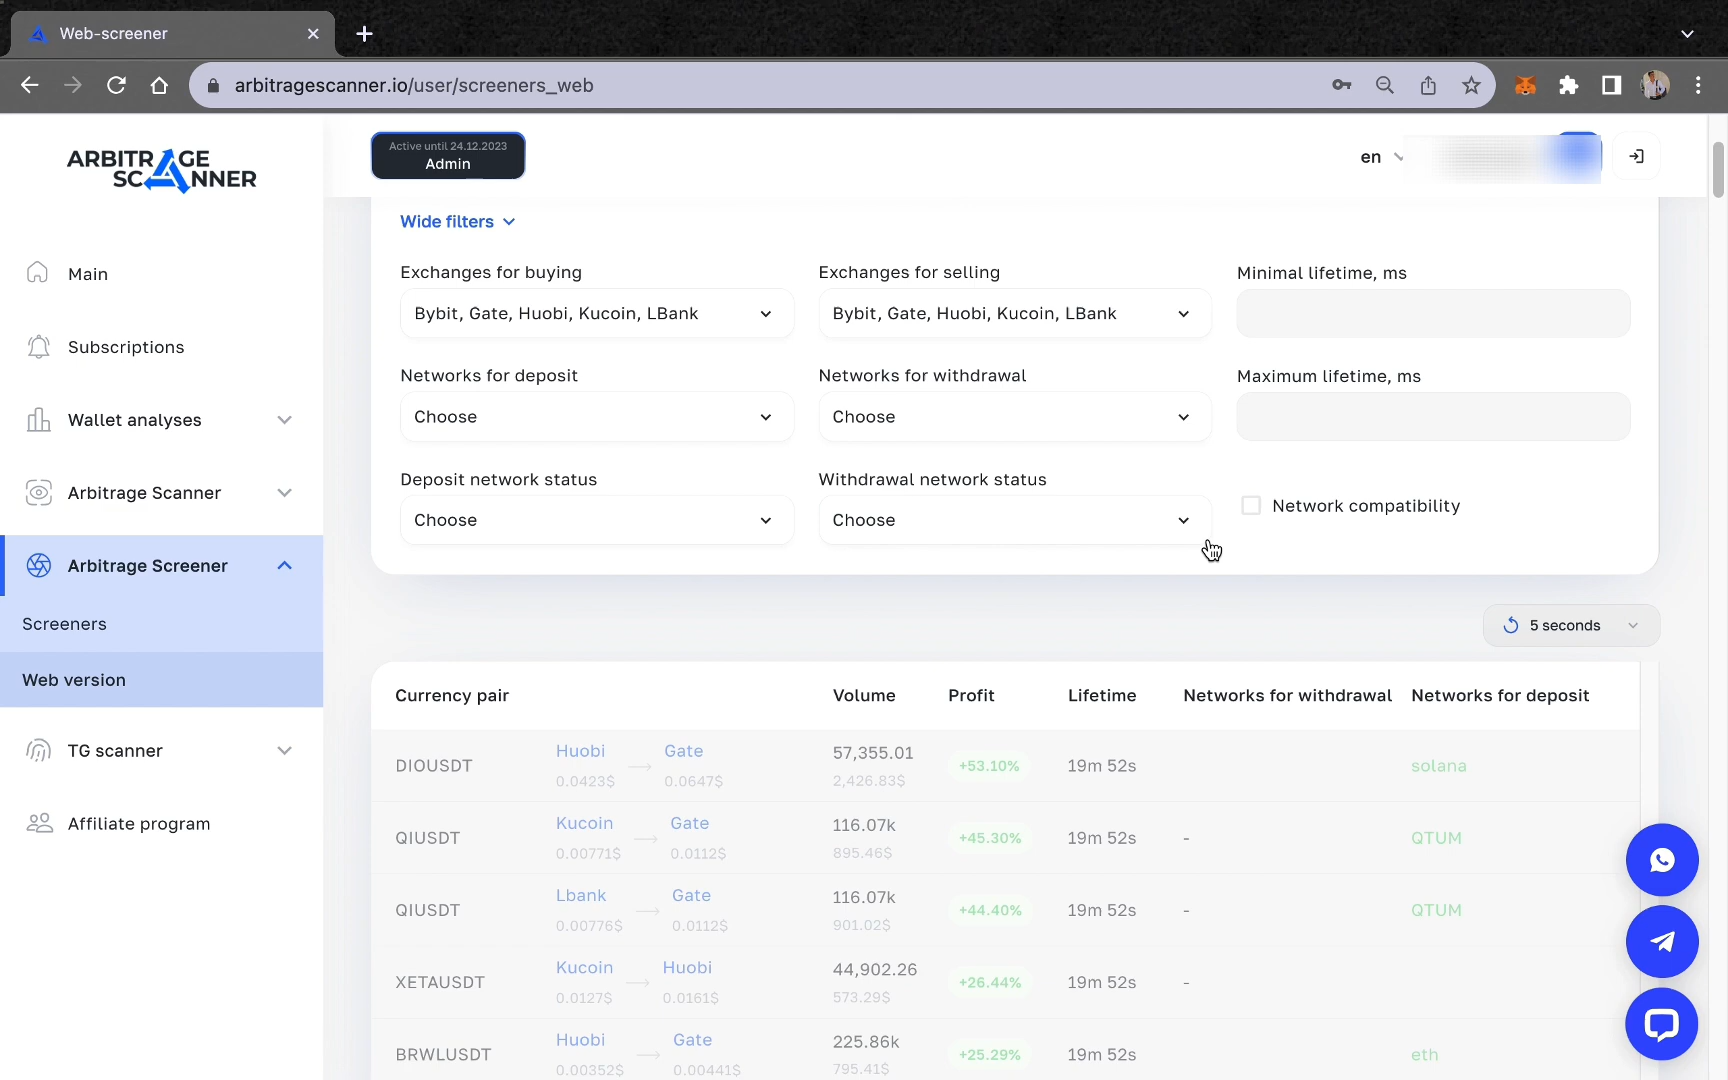 Web-screener
arbitragescanner.io/user/screeners_web
ARBITRAGE
SCANNER
Active until 24.12.2023
Admin
en
Main
Subscriptions
Wallet analyses
Arbitrage Scanner
Arbitrage Screener
Screeners
Web version
TG scanner
Affiliate program
Wide filters
Exchanges for buying
Exchanges for selling
Minimal lifetime, ms
Bybit, Gate, Huobi, Kucoin, LBank
Bybit, Gate, Huobi, Kucoin, LBank
Networks for deposit
Networks for withdrawal
Maximum lifetime, ms
Choose
Choose
Deposit network status
Withdrawal network status
Choose
Choose
Network compatibility
5 seconds
Currency pair Volume Profit Lifetime Networks for withdrawal Networks for deposit
DIOUSDT Huobi Gate 57,355.01 +53.10% 19m 52s solana
0.0423$ 0.0647$ 2,426.83$
QIUSDT Kucoin Gate 116.07k +45.30% 19m 52s - QTUM
0.00771$ 0.0112$ 895.46$
QIUSDT Lbank Gate 116.07k +44.40% 19m 52s - QTUM
0.00776$ 0.0112$ 901.02$
XETAUSDT Kucoin Huobi 44,902.26 +26.44% 19m 52s -
0.0127$ 0.0161$ 573.29$
BRWLUSDT Huobi Gate 225.86k +25.29% 19m 52s eth
0.00352$ 0.00441$ 795.41$